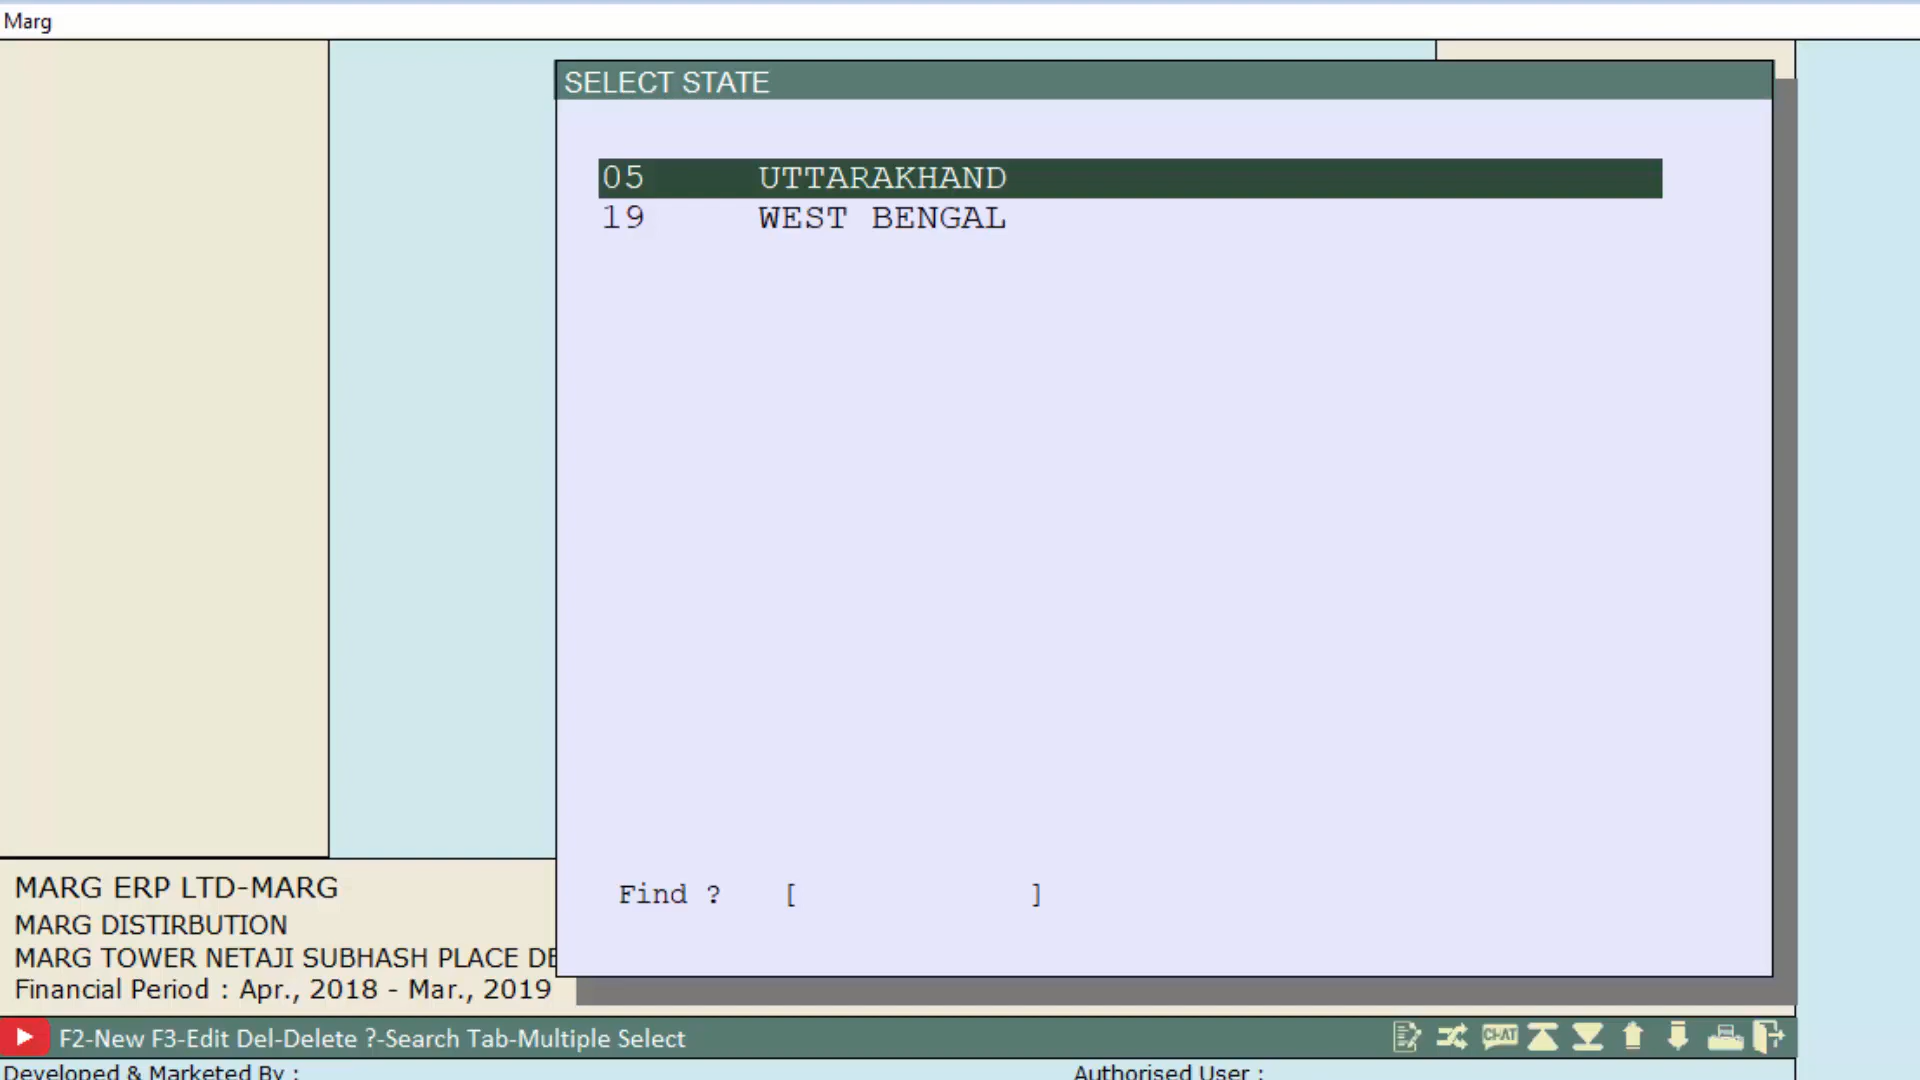 Marg
SELECT STATE
05 UTTARAKHAND
19 WEST BENGAL
Find ? [ ]
MARG ERP LTD-MARG
MARG DISTIRBUTION
MARG TOWER NETAJI SUBHASH PLACE DE
Financial Period : Apr., 2018 - Mar., 2019
F2-New F3-Edit Del-Delete ?-Search Tab-Multiple Select
CHAT
Developed & Marketed By :
Authorised User :